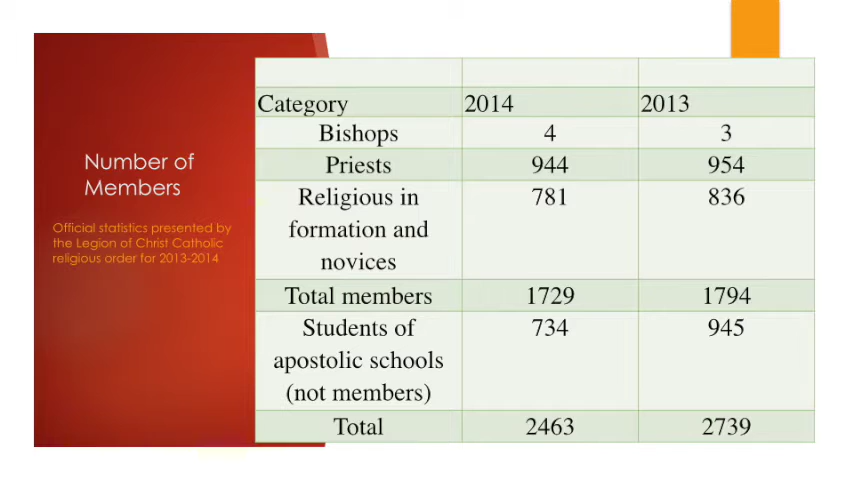 Number of
Members
Official statistics presented by
the Legion of Christ Catholic
religious order for 2013-2014
Category 2014 2013
Bishops 4 3
Priests 944 954
Religious in 781 836
formation and
novices
Total members 1729 1794
Students of 734 945
apostolic schools
(not members)
Total 2463 2739